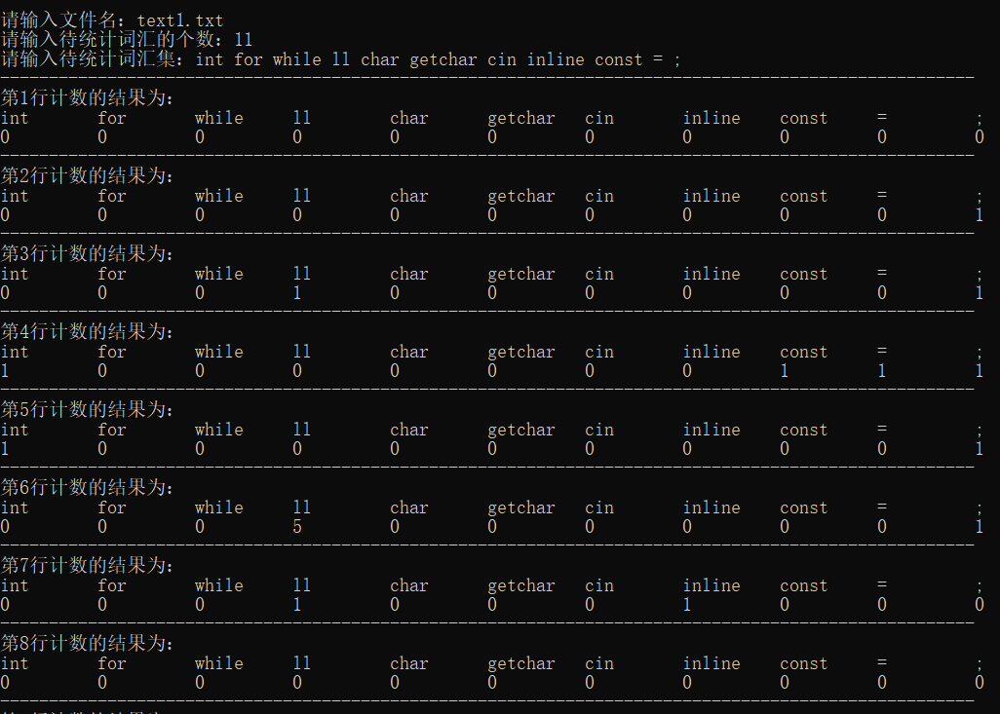 请输入文件名：text1.txt
请输入待统计词汇的个数：11
请输入待统计词汇集：int for while ll char getchar cin inline const = ;
----------------------------------------------------------------------------------------------------
第1行计数的结果为：
int for while ll char getchar cin inline const = ;
0 0 0 0 0 0 0 0 0 0 0
----------------------------------------------------------------------------------------------------
第2行计数的结果为：
int for while ll char getchar cin inline const = ;
0 0 0 0 0 0 0 0 0 0 1
----------------------------------------------------------------------------------------------------
第3行计数的结果为：
int for while ll char getchar cin inline const = ;
0 0 0 1 0 0 0 0 0 0 1
----------------------------------------------------------------------------------------------------
第4行计数的结果为：
int for while ll char getchar cin inline const = ;
1 0 0 0 0 0 0 0 1 1 1
----------------------------------------------------------------------------------------------------
第5行计数的结果为：
int for while ll char getchar cin inline const = ;
1 0 0 0 0 0 0 0 0 0 1
----------------------------------------------------------------------------------------------------
第6行计数的结果为：
int for while ll char getchar cin inline const = ;
0 0 0 5 0 0 0 0 0 0 1
----------------------------------------------------------------------------------------------------
第7行计数的结果为：
int for while ll char getchar cin inline const = ;
0 0 0 1 0 0 0 1 0 0 0
----------------------------------------------------------------------------------------------------
第8行计数的结果为：
int for while ll char getchar cin inline const = ;
0 0 0 0 0 0 0 0 0 0 0
----------------------------------------------------------------------------------------------------